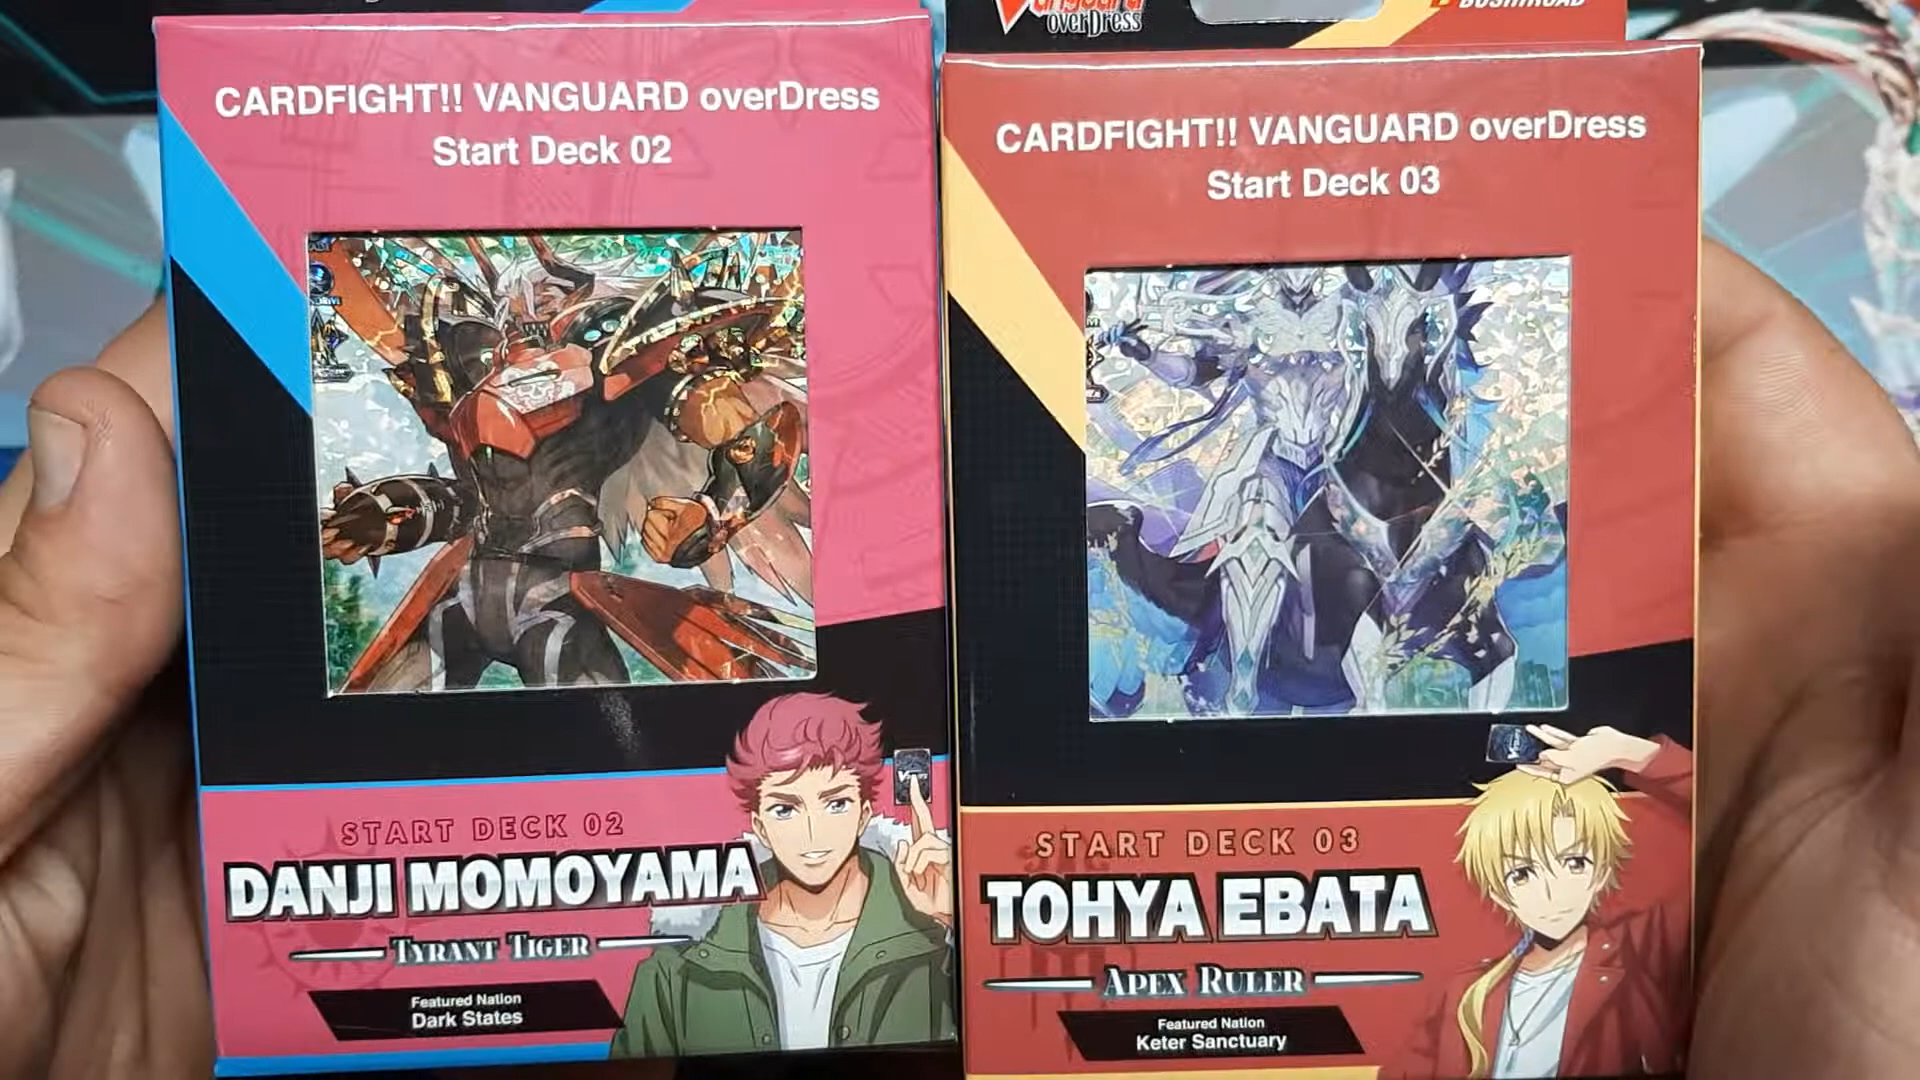 CARDFIGHT!! VANGUARD overDress
Start Deck 02
START DECK 02
DANJI MOMOYAMA
TYRANT TIGER
Featured Nation
Dark States
overDress
BUSHIROAD
CARDFIGHT!! VANGUARD overDress
Start Deck 03
START DECK 03
TOHYA EBATA
APEX RULER
Featured Nation
Keter Sanctuary